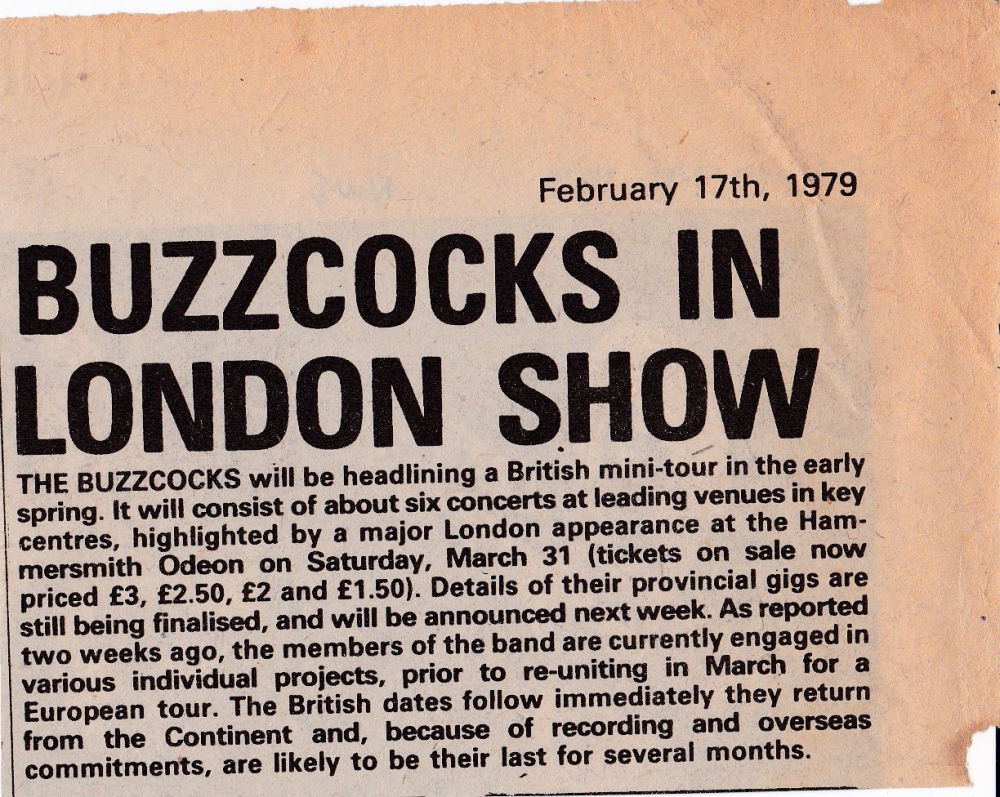 February 17th, 1979
BUZZCOCKS IN
LONDON SHOW
THE BUZZCOCKS will be headlining a British mini-tour in the early
spring. It will consist of about six concerts at leading venues in key
centres, highlighted by a major London appearance at the Ham-
mersmith Odeon on Saturday, March 31 (tickets on sale now
priced £3, £2.50, £2 and £1.50). Details of their provincial gigs are
still being finalised, and will be announced next week. As reported
two weeks ago, the members of the band are currently engaged in
various individual projects, prior to re-uniting in March for a
European tour. The British dates follow immediately they return
from the Continent and, because of recording and overseas
commitments, are likely to be their last for several months.